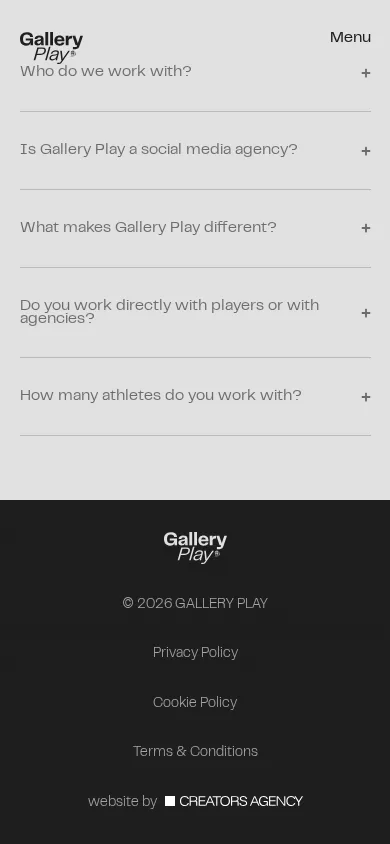 Gallery
Play®
Menu
Who do we work with?
+
Is Gallery Play a social media agency?
+
What makes Gallery Play different?
+
Do you work directly with players or with
agencies?
+
How many athletes do you work with?
+
Gallery
Play®
© 2026 GALLERY PLAY
Privacy Policy
Cookie Policy
Terms & Conditions
website by CREATORS AGENCY